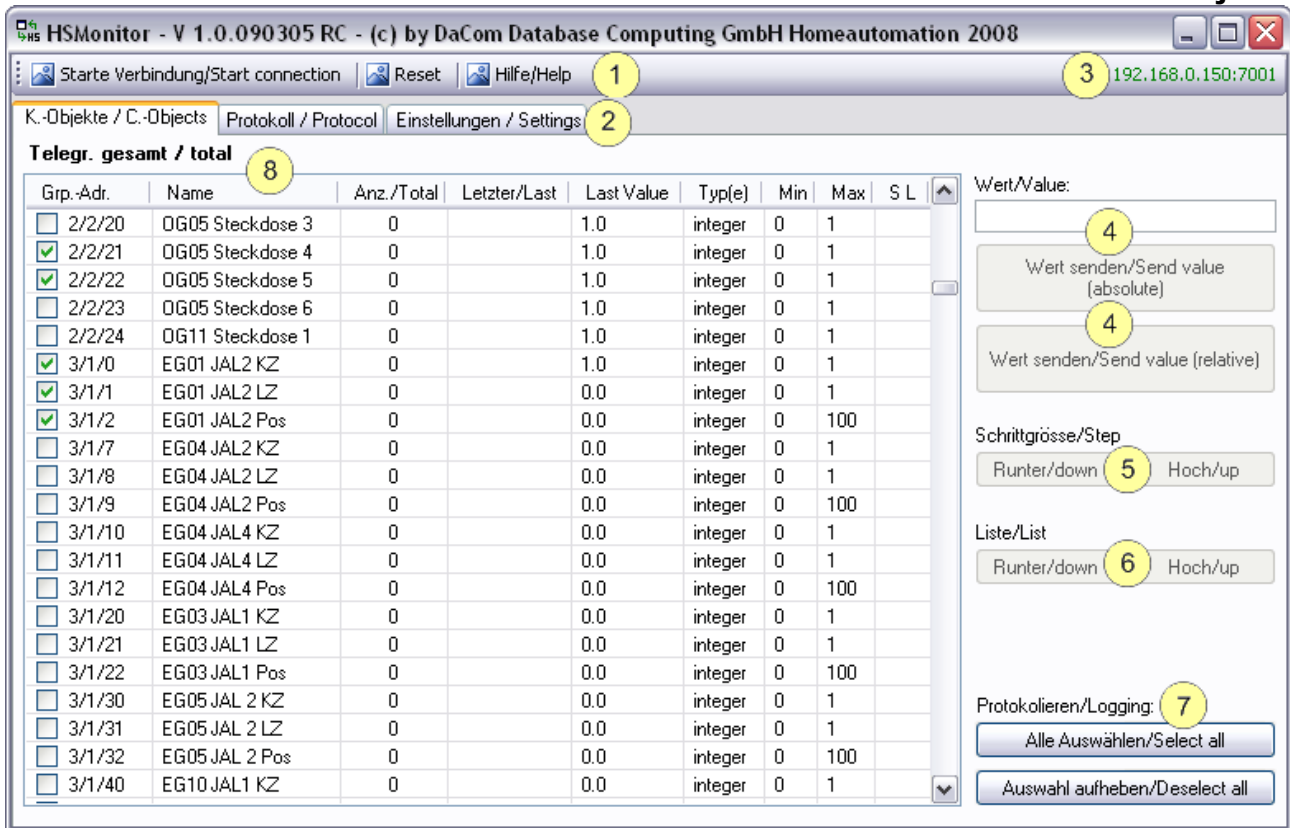 HSMonitor - V 1.0.090305 RC - (c) by DaCom Database Computing GmbH Homeautomation 2008
Starte Verbindung/Start connection Reset Hilfe/Help 1 3 192.168.0.150:7001
K.-Objekte / C.-Objects Protokoll / Protocol Einstellungen / Settings 2
Telegr. gesamt / total 8
Grp.-Adr. Name Anz./Total Letzter/Last Last Value Typ(e) Min Max S L
2/2/20 OG05 Steckdose 3 0 1.0 integer 0 1
2/2/21 OG05 Steckdose 4 0 1.0 integer 0 1
2/2/22 OG05 Steckdose 5 0 1.0 integer 0 1
2/2/23 OG05 Steckdose 6 0 1.0 integer 0 1
2/2/24 OG11 Steckdose 1 0 1.0 integer 0 1
3/1/0 EG01 JAL2 KZ 0 1.0 integer 0 1
3/1/1 EG01 JAL2 LZ 0 0.0 integer 0 1
3/1/2 EG01 JAL2 Pos 0 0.0 integer 0 100
3/1/7 EG04 JAL2 KZ 0 0.0 integer 0 1
3/1/8 EG04 JAL2 LZ 0 0.0 integer 0 1
3/1/9 EG04 JAL2 Pos 0 0.0 integer 0 100
3/1/10 EG04 JAL4 KZ 0 0.0 integer 0 1
3/1/11 EG04 JAL4 LZ 0 0.0 integer 0 1
3/1/12 EG04 JAL4 Pos 0 0.0 integer 0 100
3/1/20 EG03 JAL1 KZ 0 0.0 integer 0 1
3/1/21 EG03 JAL1 LZ 0 0.0 integer 0 1
3/1/22 EG03 JAL1 Pos 0 0.0 integer 0 100
3/1/30 EG05 JAL 2 KZ 0 0.0 integer 0 1
3/1/31 EG05 JAL 2 LZ 0 0.0 integer 0 1
3/1/32 EG05 JAL 2 Pos 0 0.0 integer 0 100
3/1/40 EG10 JAL1 KZ 0 0.0 integer 0 1
Wert/Value:
4
Wert senden/Send value
(absolute)
4
Wert senden/Send value (relative)
Schrittgrösse/Step
Runter/down 5 Hoch/up
Liste/List
Runter/down 6 Hoch/up
Protokolieren/Logging: 7
Alle Auswählen/Select all
Auswahl aufheben/Deselect all